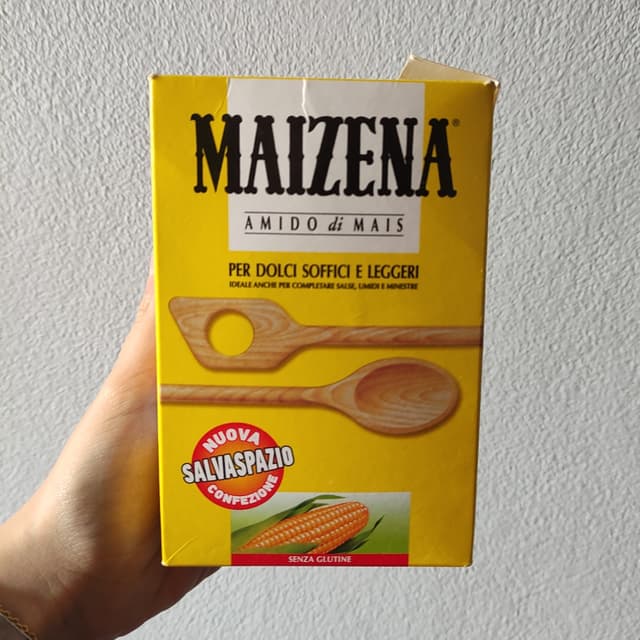 MAIZENA®
AMIDO di MAIS
PER DOLCI SOFFICI E LEGGERI
IDEALE ANCHE PER COMPLETARE SALSE, UMIDI E MINESTRE
NUOVA
SALVASPAZIO
CONFEZIONE
SENZA GLUTINE